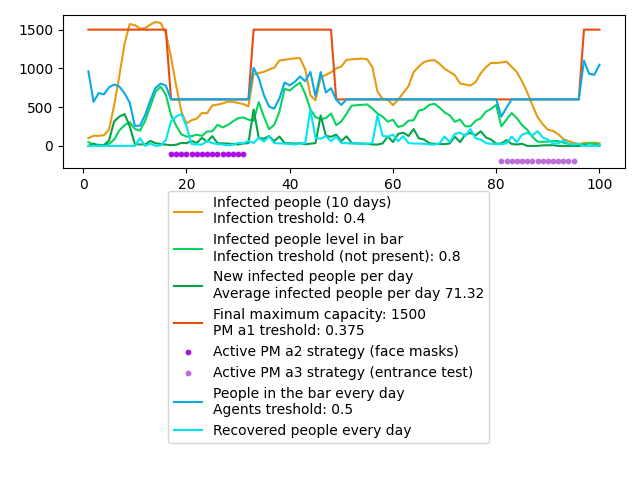 1500
1000
500
0
0 20 40 60 80 100
Infected people (10 days)
Infection treshold: 0.4
Infected people level in bar
Infection treshold (not present): 0.8
New infected people per day
Average infected people per day 71.32
Final maximum capacity: 1500
PM a1 treshold: 0.375
Active PM a2 strategy (face masks)
Active PM a3 strategy (entrance test)
People in the bar every day
Agents treshold: 0.5
Recovered people every day